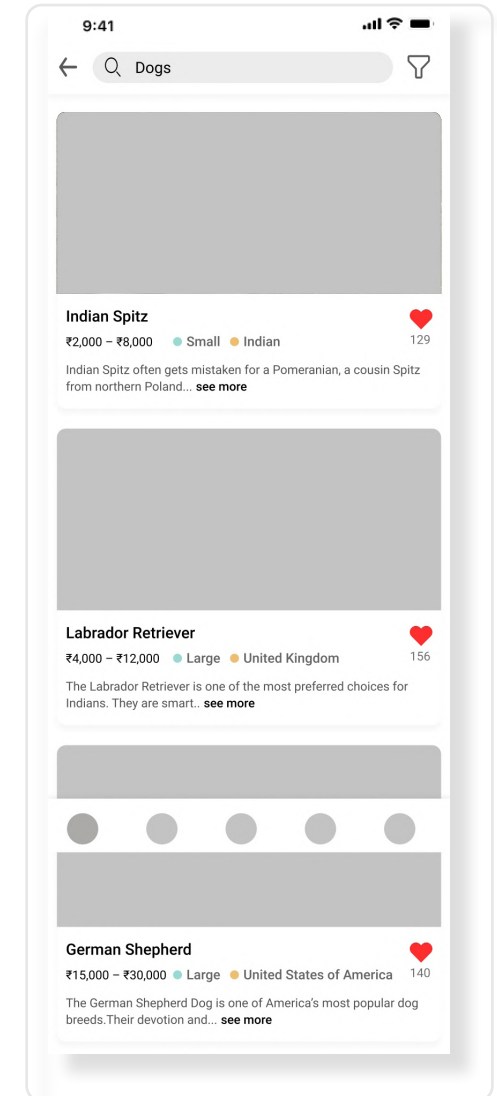 9:41
Dogs
Indian Spitz
₹2,000 – ₹8,000 Small Indian
129
Indian Spitz often gets mistaken for a Pomeranian, a cousin Spitz
from northern Poland... see more
Labrador Retriever
₹4,000 – ₹12,000 Large United Kingdom
156
The Labrador Retriever is one of the most preferred choices for
Indians. They are smart.. see more
German Shepherd
₹15,000 – ₹30,000 Large United States of America
140
The German Shepherd Dog is one of America’s most popular dog
breeds.Their devotion and... see more